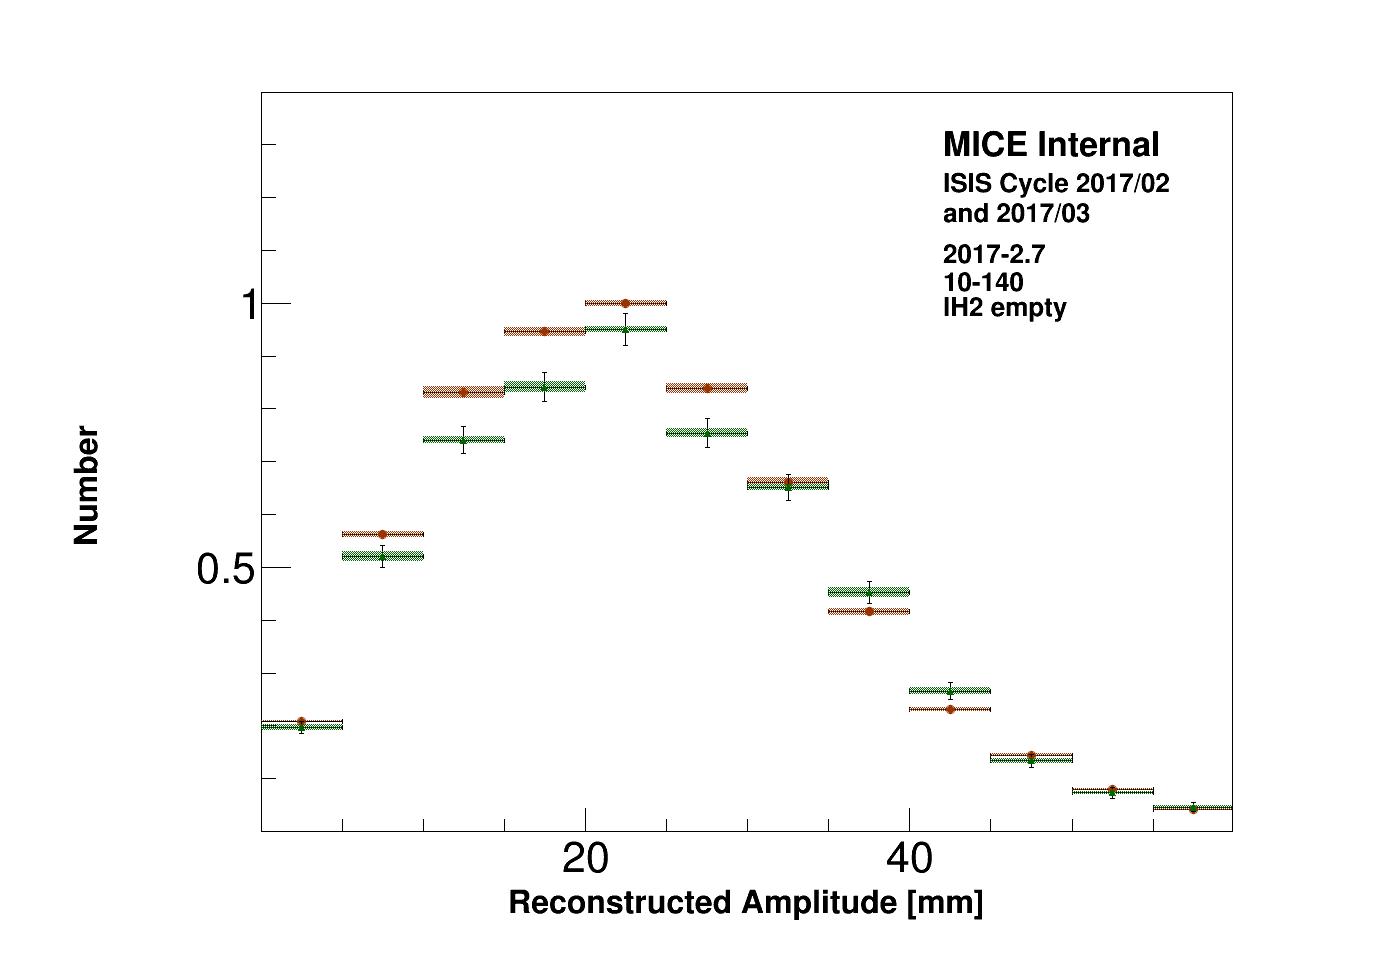 MICE Internal
ISIS Cycle 2017/02
and 2017/03
2017-2.7
10-140
IH2 empty
1
0.5
Number
20
40
Reconstructed Amplitude [mm]